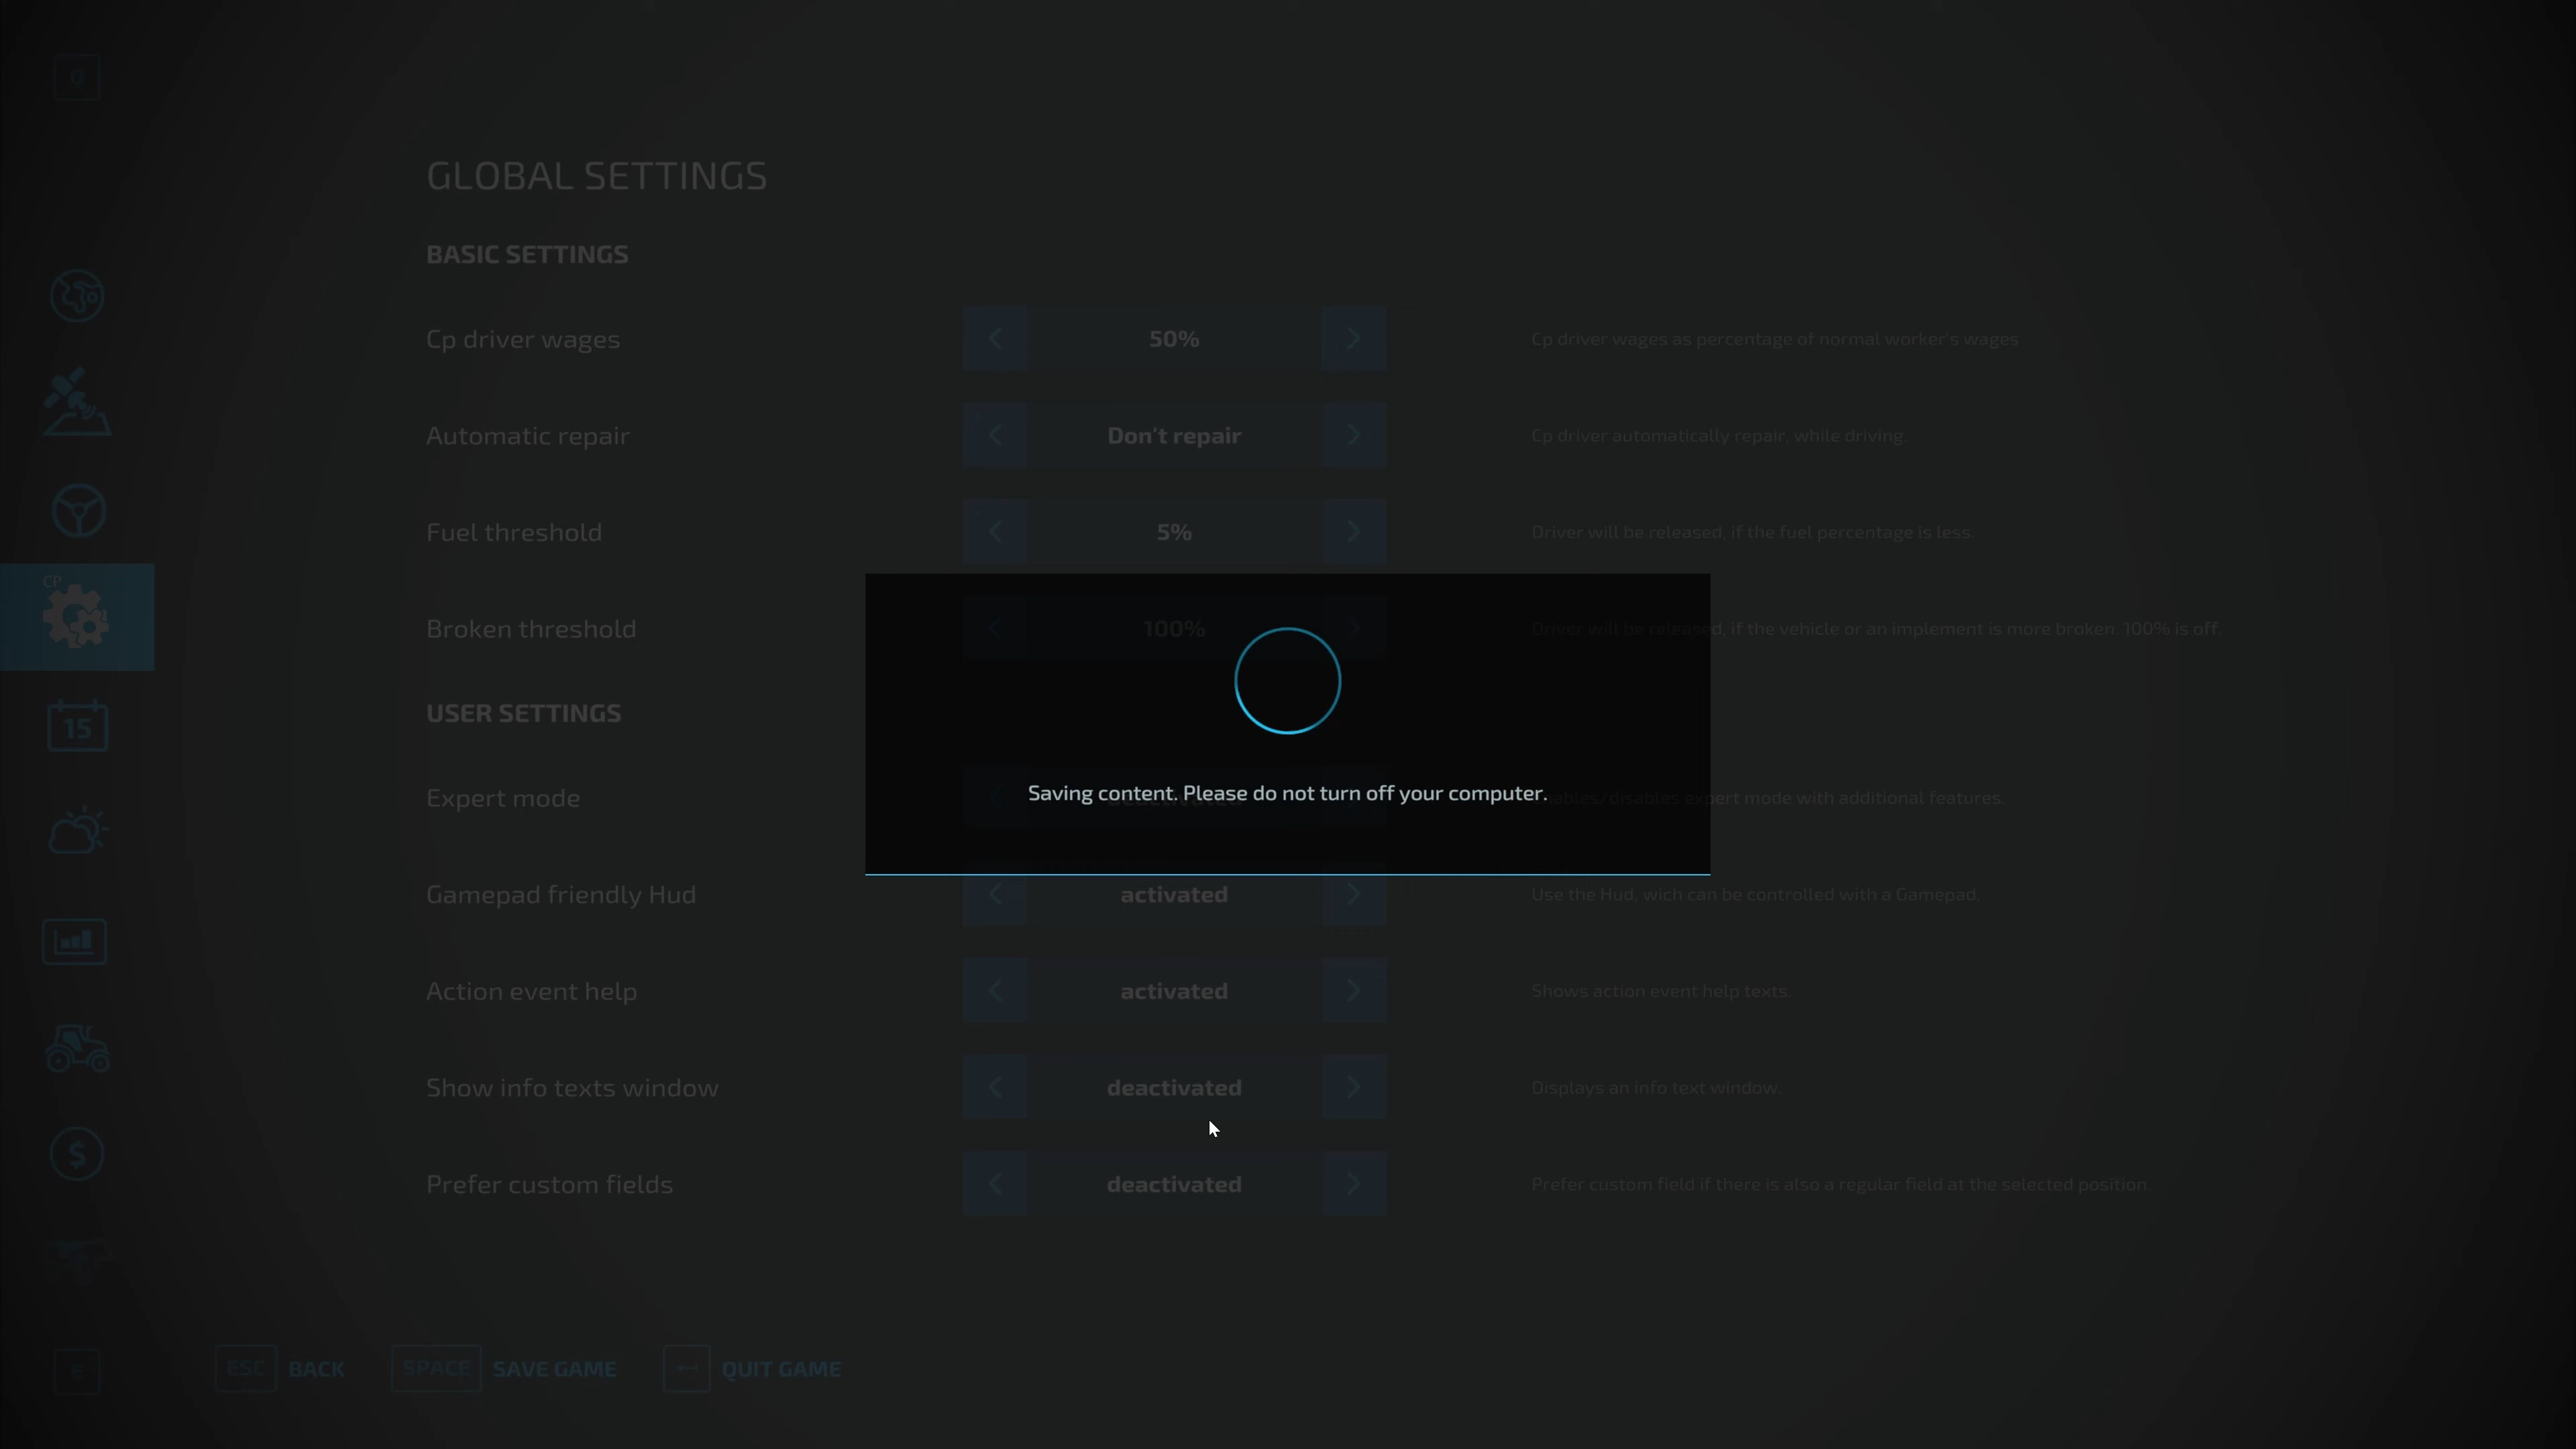 GLOBAL SETTINGS
BASIC SETTINGS
Cp driver wages
50%
Cp driver wages as percentage of normal worker's wages
Automatic repair
Don't repair
Cp driver automatically repair, while driving.
Fuel threshold
5%
Driver will be released, if the fuel percentage is less.
Broken threshold
100%
Driver will be released, if the vehicle or an implement is more broken. 100% is off.
CP
15
USER SETTINGS
Saving content. Please do not turn off your computer.
Expert mode
expert mode with additional features.
Gamepad friendly Hud
activated
Use the Hud, wich can be controlled with a Gamepad.
Action event help
activated
Shows action event help texts.
Show info texts window
deactivated
Displays an info text window.
$
Prefer custom fields
deactivated
Prefer custom field if there is also a regular field at the selected position.
ESC BACK SPACE SAVE GAME QUIT GAME